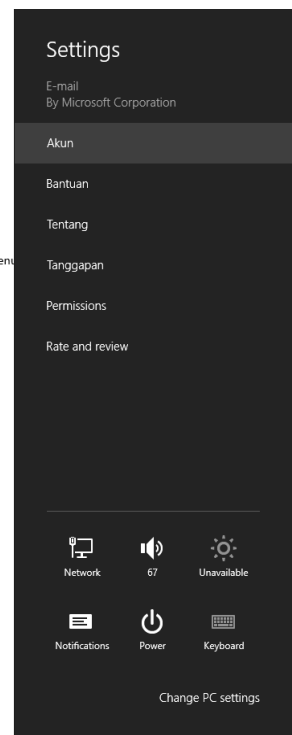 Settings
E-mail
By Microsoft Corporation
Akun
Bantuan
Tentang
Tanggapan
Permissions
Rate and review
Network
67
Unavailable
Notifications
Power
Keyboard
Change PC settings